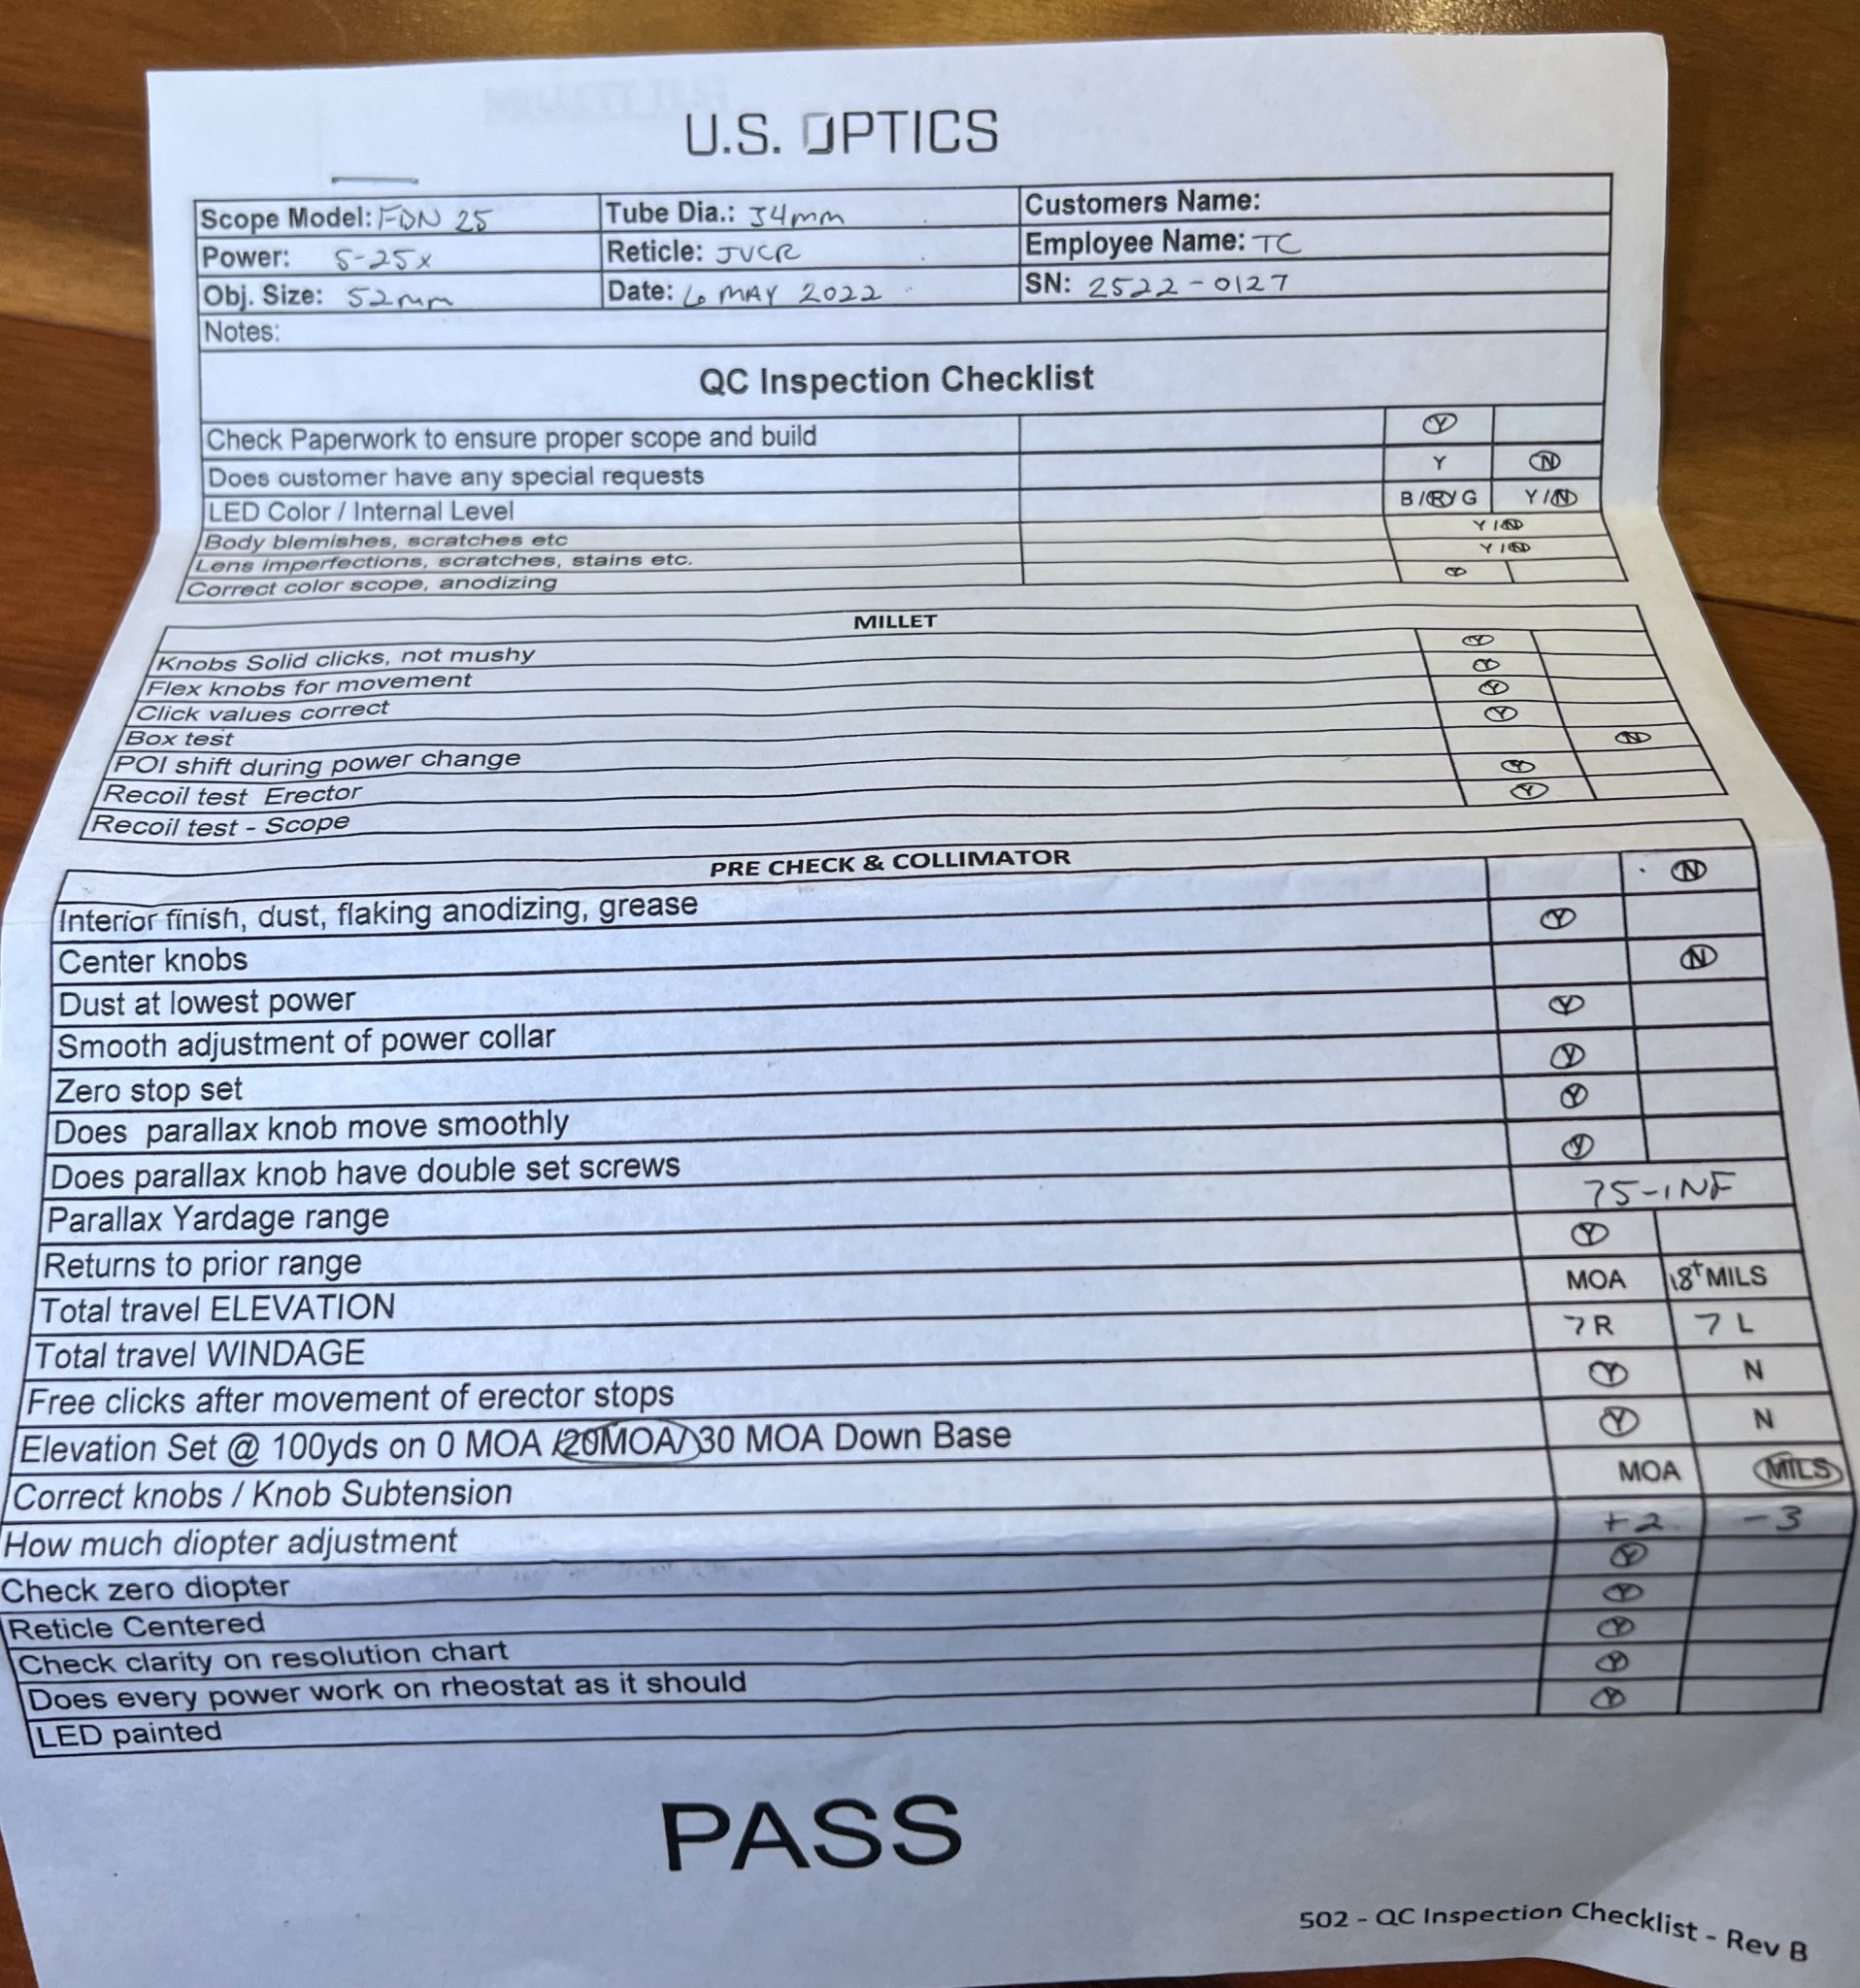 U.S. OPTICS
Scope Model: FDN 25 Tube Dia.: 34mm Customers Name:
Power: 5-25x Reticle: JVCR Employee Name: TC
Obj. Size: 52mm Date: 6 MAY 2022 SN: 2522-0127
Notes:
QC Inspection Checklist
Check Paperwork to ensure proper scope and build Y
Does customer have any special requests Y N
LED Color / Internal Level B/R/G Y/N
Body blemishes, scratches etc Y/N
Lens imperfections, scratches, stains etc. Y/N
Correct color scope, anodizing Y
MILLET
Knobs Solid clicks, not mushy Y
Flex knobs for movement Y
Click values correct Y
Box test Y
POI shift during power change N
Recoil test Erector Y
Recoil test - Scope Y
PRE CHECK & COLLIMATOR
Interior finish, dust, flaking anodizing, grease N
Center knobs Y
Dust at lowest power N
Smooth adjustment of power collar Y
Zero stop set Y
Does parallax knob move smoothly Y
Does parallax knob have double set screws Y
Parallax Yardage range 75-INF
Returns to prior range Y
Total travel ELEVATION MOA 18+ MILS
Total travel WINDAGE 7 R 7 L
Free clicks after movement of erector stops Y N
Elevation Set @ 100yds on 0 MOA /20MOA/ 30 MOA Down Base Y N
Correct knobs / Knob Subtension MOA MILS
How much diopter adjustment +2 -3
Check zero diopter Y
Reticle Centered Y
Check clarity on resolution chart Y
Does every power work on rheostat as it should Y
LED painted Y
PASS
502 - QC Inspection Checklist - Rev B